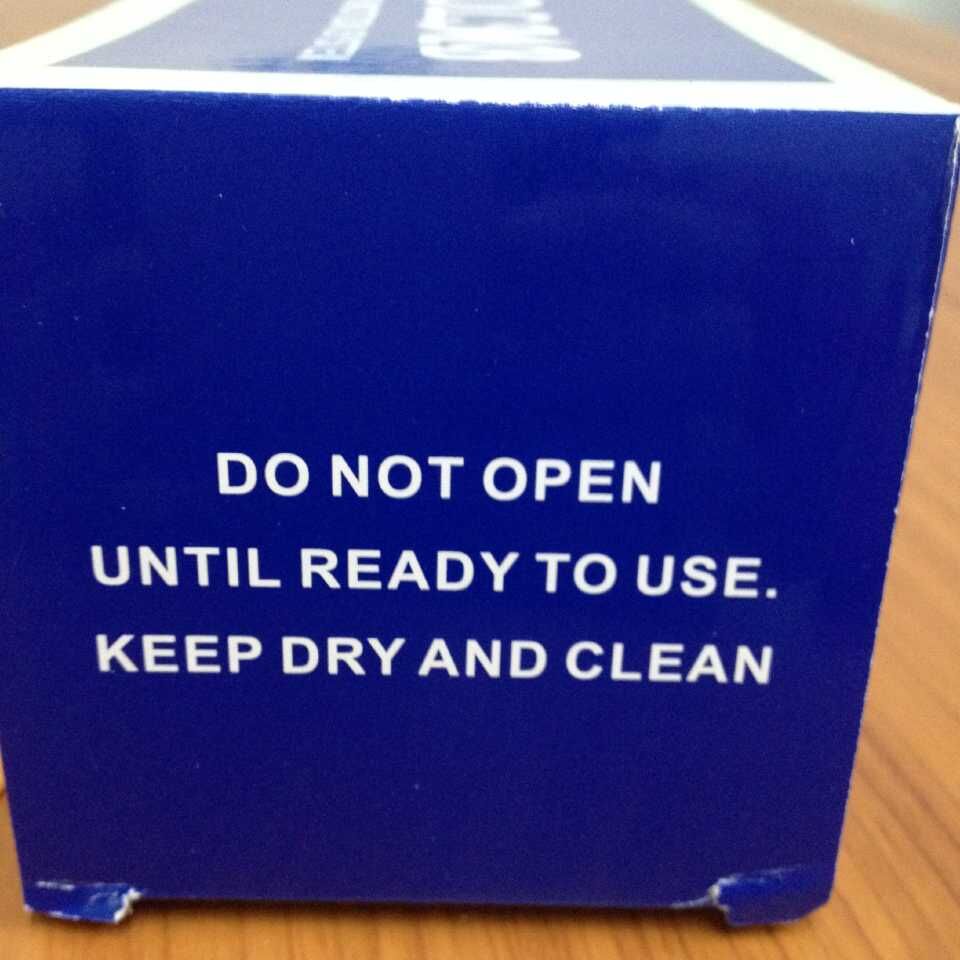 DO NOT OPEN
UNTIL READY TO USE.
KEEP DRY AND CLEAN